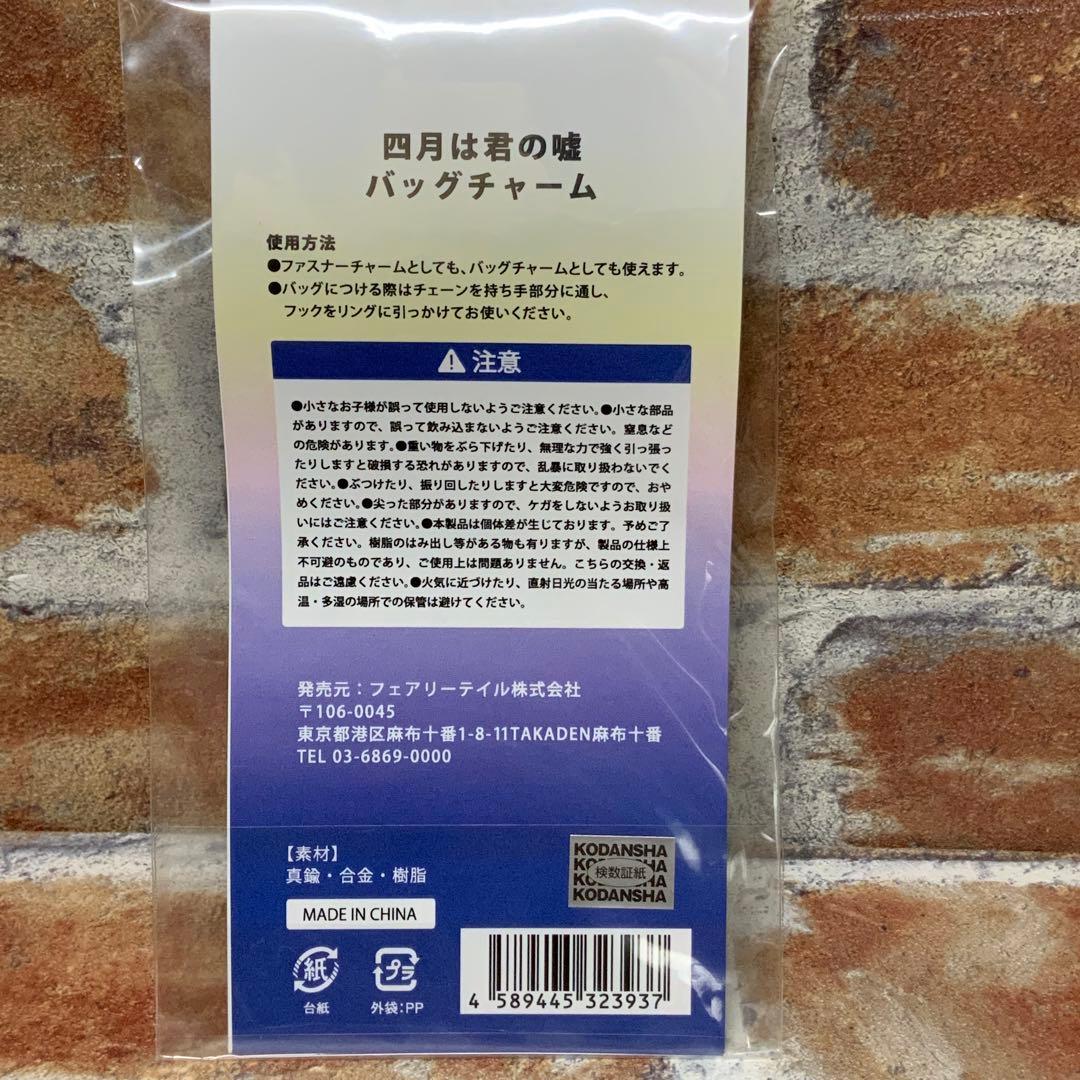 四月は君の嘘
バッグチャーム
使用方法
●ファスナーチャームとしても、バッグチャームとしても使えます。
●バッグにつける際はチェーンを持ち手部分に通し、
フックをリングに引っかけてお使いください。
注意
●小さなお子様が誤って使用しないようご注意ください。●小さな部品
がありますので、誤って飲み込まないようご注意ください。窒息など
の危険があります。●重い物をぶら下げたり、無理な力で強く引っ張っ
たりしますと破損する恐れがありますので、乱暴に取り扱わないでく
ださい。●ぶつけたり、振り回したりしますと大変危険ですので、おや
めください。●尖った部分がありますので、ケガをしないようお取り扱
いにはご注意ください。●本製品は個体差が生じております。予めご了
承ください。樹脂のはみ出し等がある物も有りますが、製品の仕様上
不可避のものであり、ご使用上は問題ありません。こちらの交換・返
品はご遠慮ください。●火気に近づけたり、直射日光の当たる場所や高
温・多湿の場所での保管は避けてください。
発売元：フェアリーテイル株式会社
〒106-0045
東京都港区麻布十番1-8-11TAKADEN麻布十番
TEL 03-6869-0000
【素材】
真鍮・合金・樹脂
MADE IN CHINA
KODANSHA
検数証紙
KODANSHA
紙
台紙
プラ
外袋:PP
4 589445 323937